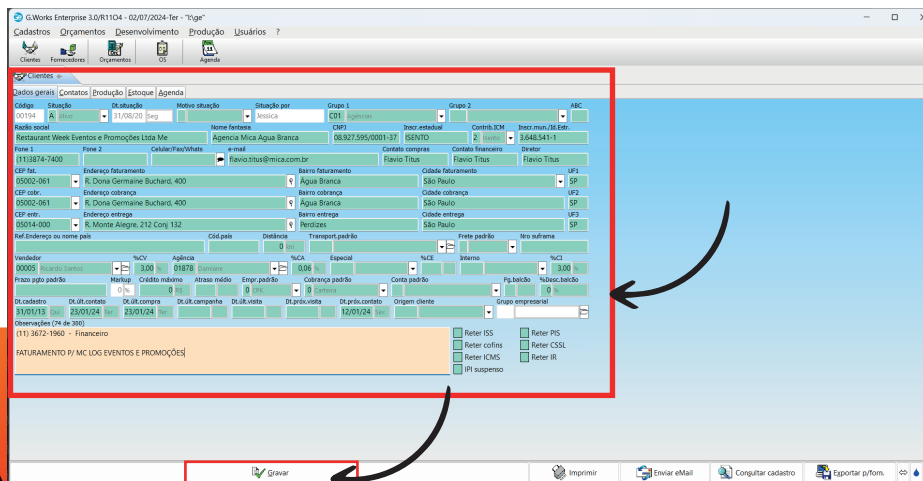 G.Works Enterprise 3.0/R11O4 - 02/07/2024-Ter - "I:\ge"
Cadastros Orçamentos Desenvolvimento Produção Usuários ?
Clientes Fornecedores Orçamentos OS Agenda
Clientes
Dados gerais Contatos Produção Estoque Agenda
Código Situação Dt.situação Motivo situação Situação por Grupo 1 Grupo 2 ABC
00194 A Ativo 31/08/20 Seg Jessica C01 Agências
Razão social Nome fantasia CNPJ Inscr.estadual Contrib.ICM Inscr.mun./Id.Estr.
Restaurant Week Eventos e Promoções Ltda Me Agencia Mica Agua Branca 08.927.595/0001-37 ISENTO 2 Isento 3.648.541-1
Fone 1 Fone 2 Celular/Fax/Whats e-mail Contato compras Contato financeiro Diretor
(11)3874-7400 flavio.titus@mica.com.br Flavio Titus Flavio Titus Flavio Titus
CEP fat. Endereço faturamento Bairro faturamento Cidade faturamento UF1
05002-061 R. Dona Germaine Buchard, 400 Água Branca São Paulo SP
CEP cobr. Endereço cobrança Bairro cobrança Cidade cobrança UF2
05002-061 R. Dona Germaine Buchard, 400 Água Branca São Paulo SP
CEP entr. Endereço entrega Bairro entrega Cidade entrega UF3
05014-000 R. Monte Alegre, 212 Conj 132 Perdizes São Paulo SP
Ref.Endereço ou nome país Cód.país Distância Transport.padrão Frete padrão Nro suframa
0 km
Vendedor %CV Agência %CA Especial %CE Interno %CI
00005 Ricardo Santos 3,00 % 01878 Damiane 0,06 % % 3,00 %
Prazo pgto padrão Markup Crédito máximo Atraso médio Empr.padrão Cobrança padrão Conta padrão Pg.balcão %Desc.balcão
0 % 0 R$ 0 0 Carteira 0 %
Dt.cadastro Dt.últ.contato Dt.últ.compra Dt.últ.campanha Dt.últ.visita Dt.próx.visita Dt.próx.contato Origem cliente Grupo empresarial
31/01/13 Qui 23/01/24 Ter 23/01/24 Ter 12/01/24 Sex
Observações (74 de 300)
(11) 3672-1960 - Financeiro
FATURAMENTO P/ MC LOG EVENTOS E PROMOÇÕES
Reter ISS Reter PIS
Reter cofins Reter CSSL
Reter ICMS Reter IR
IPI suspenso
Gravar Imprimir Enviar eMail Consultar cadastro Exportar p/forn.